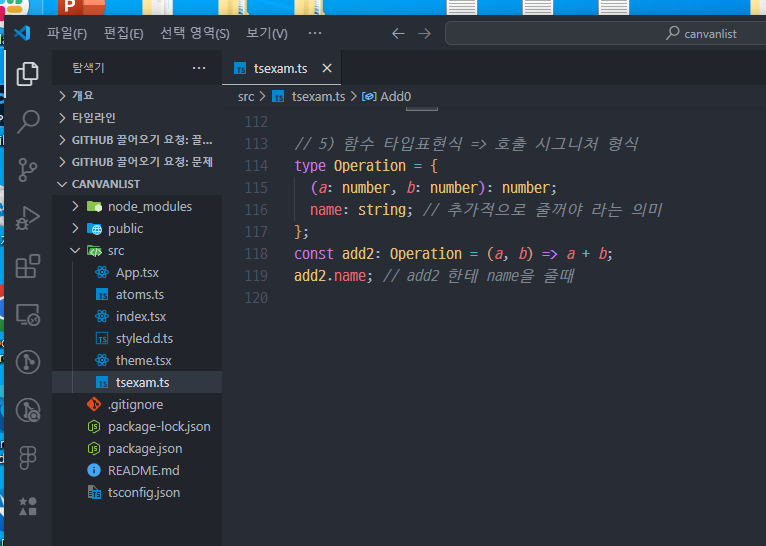 파일(F) 편집(E) 선택 영역(S) 보기(V) ··· canvanlist
탐색기 ···
tsexam.ts
src > tsexam.ts > Add0
개요
타임라인
GITHUB 끌어오기 요청: 끌...
GITHUB 끌어오기 요청: 문제
CANVANLIST
node_modules
public
src
App.tsx
atoms.ts
index.tsx
styled.d.ts
theme.tsx
tsexam.ts
.gitignore
package-lock.json
package.json
README.md
tsconfig.json
112
113 // 5) 함수 타입표현식 => 호출 시그니처 형식
114 type Operation = {
115 (a: number, b: number): number;
116 name: string; // 추가적으로 줄꺼야 라는 의미
117 };
118 const add2: Operation = (a, b) => a + b;
119 add2.name; // add2 한테 name을 줄때
120